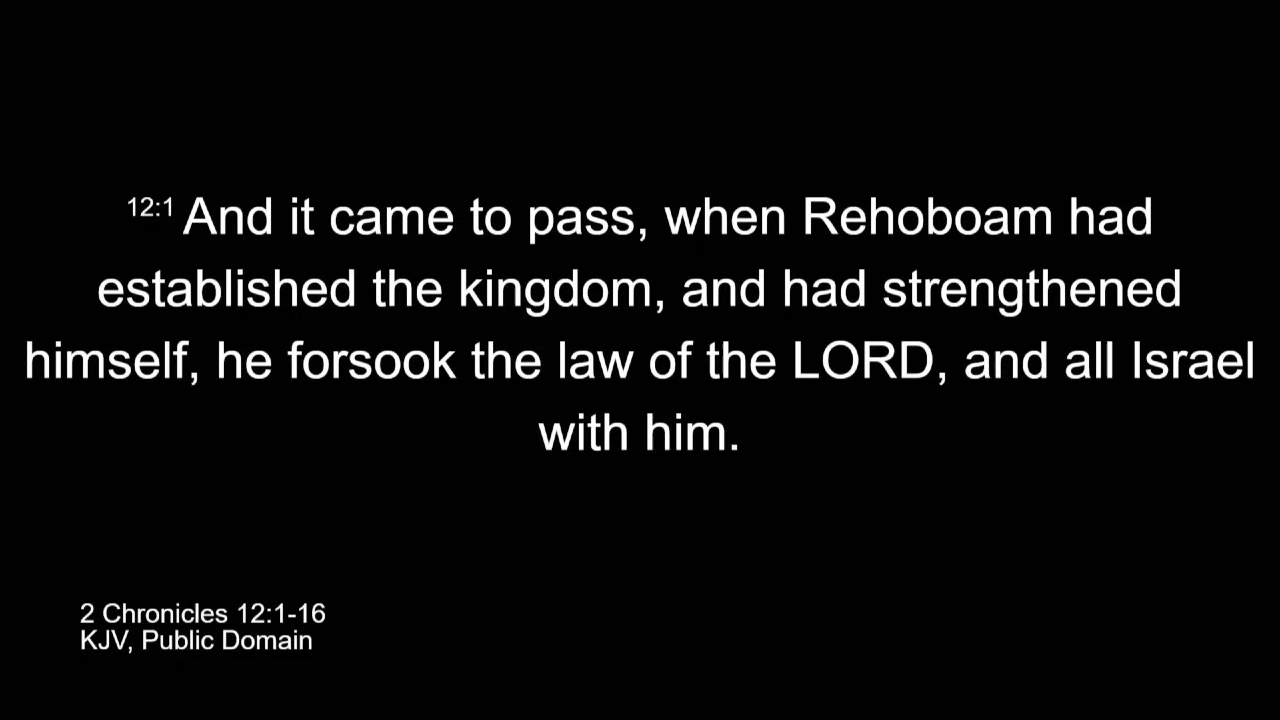 12:1 And it came to pass, when Rehoboam had
established the kingdom, and had strengthened
himself, he forsook the law of the LORD, and all Israel
with him.
2 Chronicles 12:1-16
KJV, Public Domain